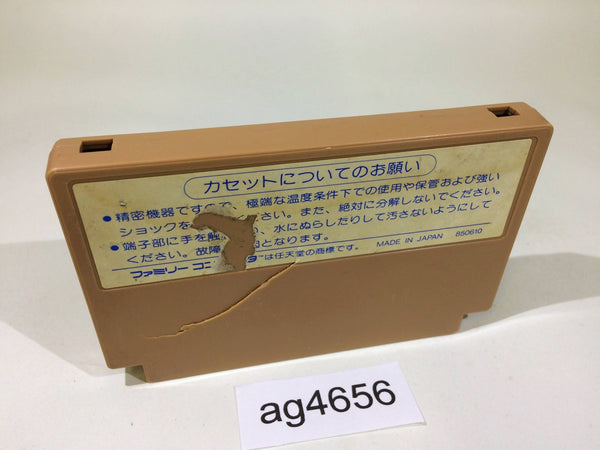 カセットについてのお願い
●精密機器ですので、極端な温度条件下での使用や保管および強い
ショックを さい。また、絶対に分解しないでください。
●端子部に手を触 、水にぬらしたりして汚さないようにして
ください。故障 因となります。
ファミリー コン タ™は任天堂の商標です。 MADE IN JAPAN 850610
ag4656